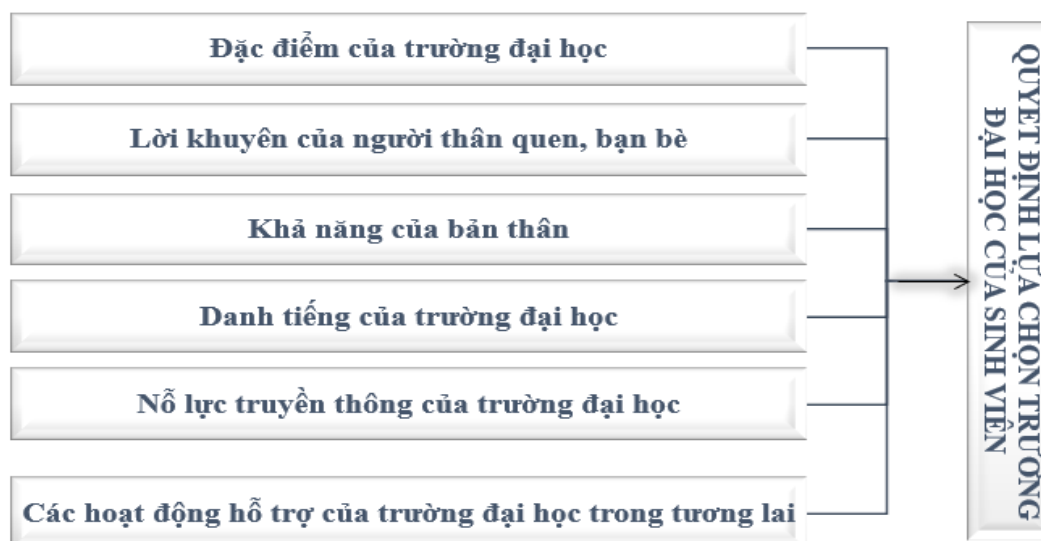 Đặc điểm của trường đại học
Lời khuyên của người thân quen, bạn bè
Khả năng của bản thân
Danh tiếng của trường đại học
Nỗ lực truyền thông của trường đại học
Các hoạt động hỗ trợ của trường đại học trong tương lai
QUYẾT ĐỊNH LỰA CHỌN TRƯỜNG
ĐẠI HỌC CỦA SINH VIÊN